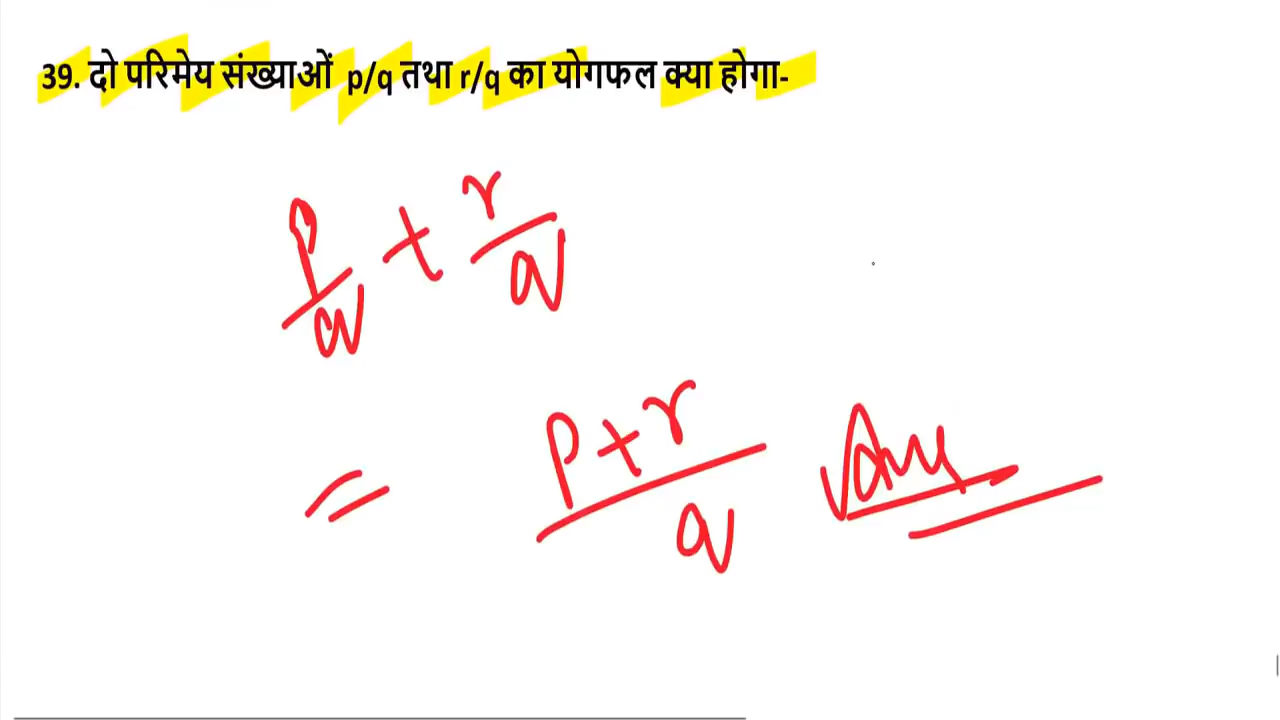 39. दो परिमेय संख्याओं p/q तथा r/q का योगफल क्या होगा-
p/q + r/q
= p+r/q Ans